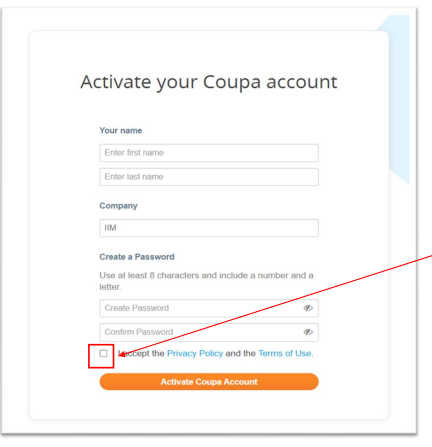 Activate your Coupa account
Your name
Enter first name
Enter last name
Company
IIM
Create a Password
Use at least 8 characters and include a number and a
letter.
Create Password
Confirm Password
I accept the Privacy Policy and the Terms of Use.
Activate Coupa Account